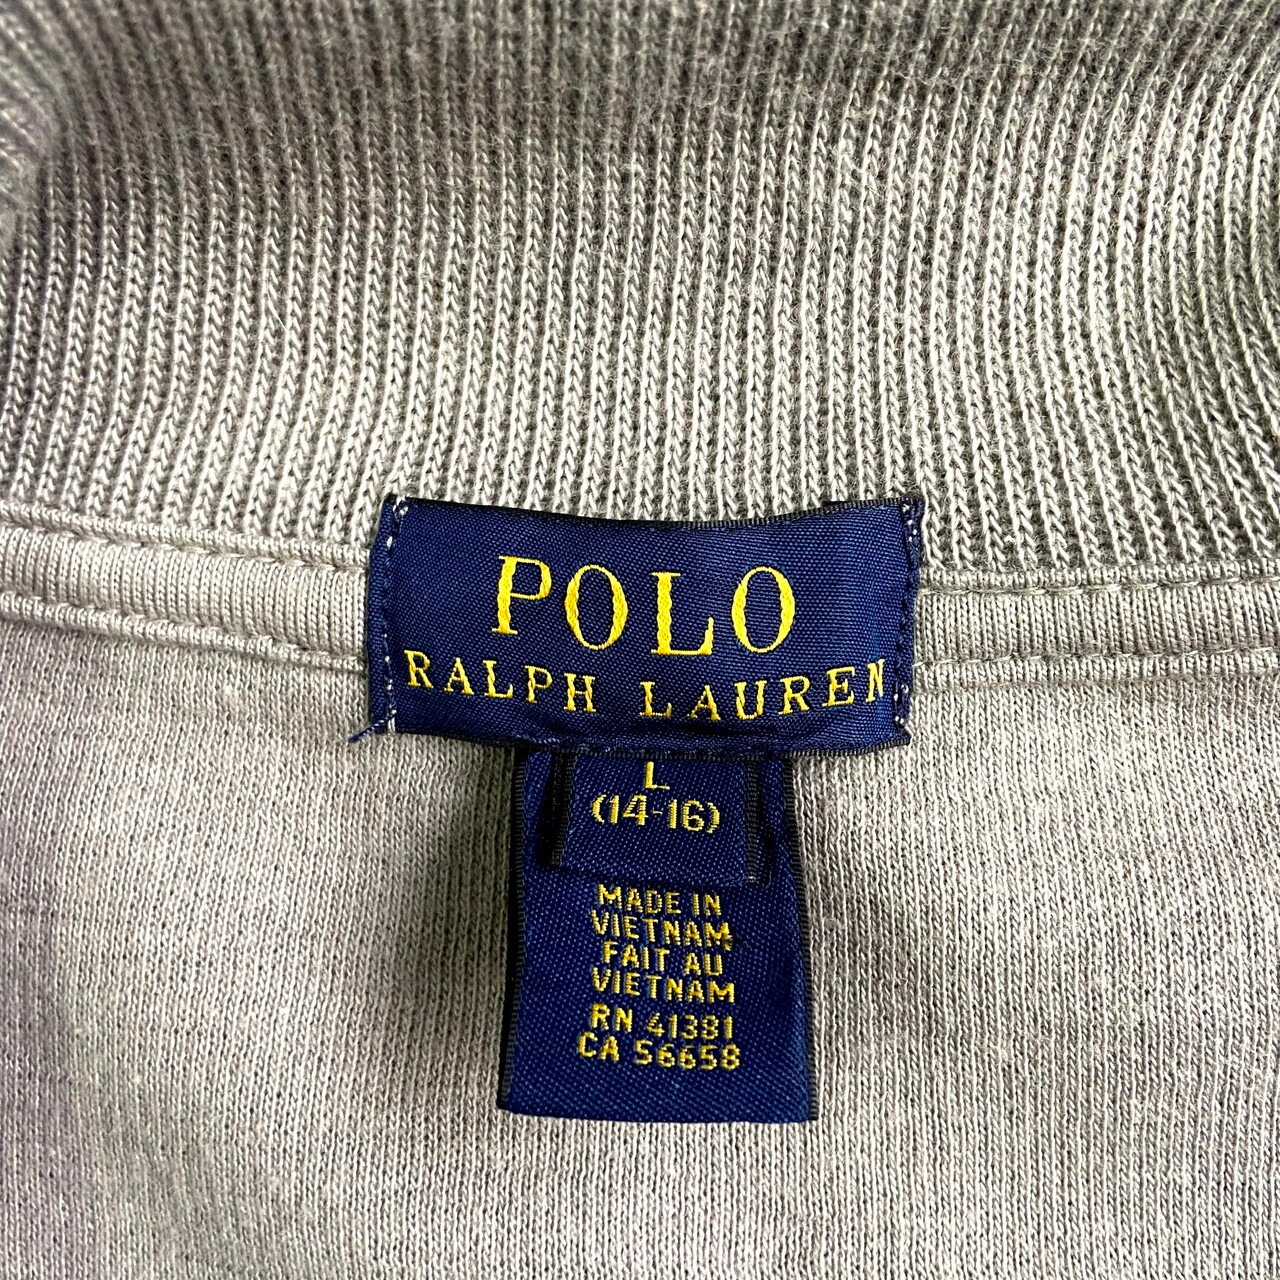 POLO
RALPH LAUREN
L
(14-16)
MADE IN
VIETNAM
FAIT AU
VIETNAM
RN 41381
CA 56658